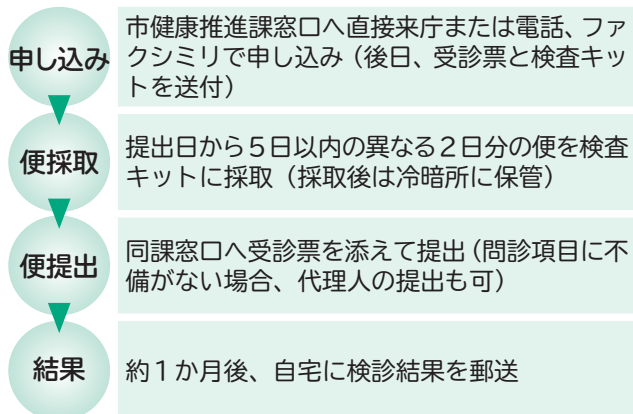 申し込み
市健康推進課窓口へ直接来庁または電話、ファ
クシミリで申し込み（後日、受診票と検査キッ
トを送付）
便採取
提出日から５日以内の異なる２日分の便を検査
キットに採取（採取後は冷暗所に保管）
便提出
同課窓口へ受診票を添えて提出（問診項目に不
備がない場合、代理人の提出も可）
結果
約１か月後、自宅に検診結果を郵送